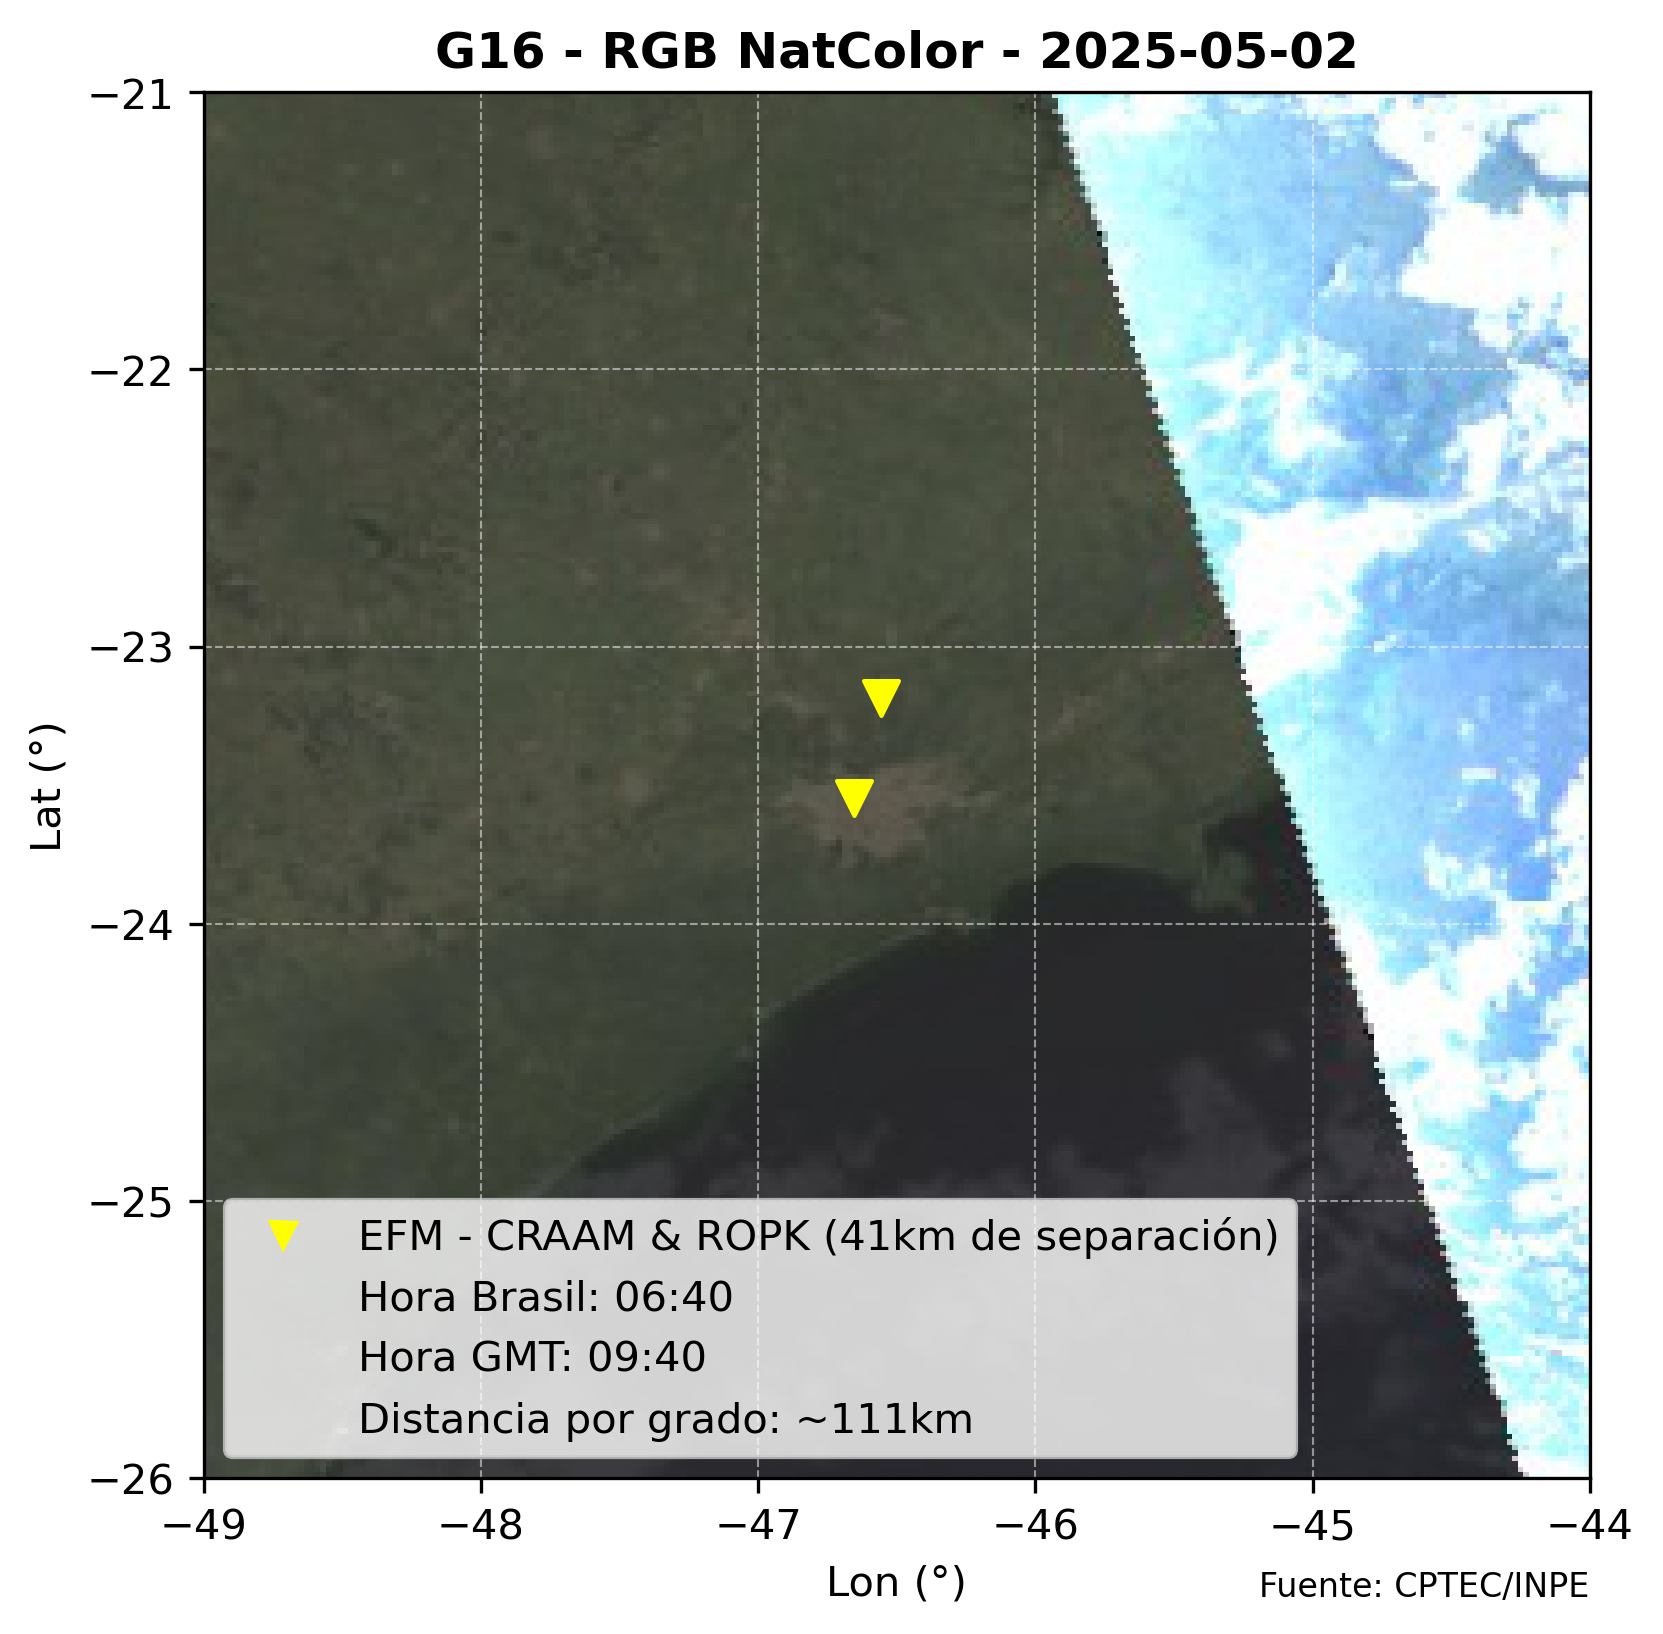 G16 - RGB NatColor - 2025-05-02
−21
−22
−23
−24
−25
−26
Lat (°)
EFM - CRAAM & ROPK (41km de separación)
Hora Brasil: 06:40
Hora GMT: 09:40
Distancia por grado: ~111km
−49 −48 −47 −46 −45 −44
Lon (°)
Fuente: CPTEC/INPE